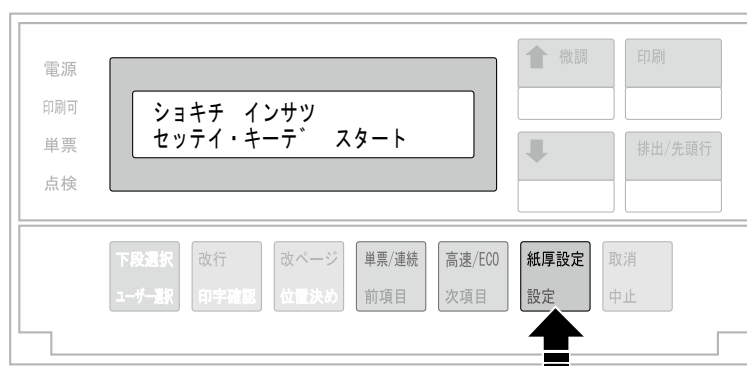 電源
印刷可
単票
点検
ショキチ インサツ
セッテイ・キーデ゛ スタート
微調
印刷
排出/先頭行
下段選択
ユーザー選択
改行
印字確認
改ページ
位置決め
単票/連続
前項目
高速/ECO
次項目
紙厚設定
設定
取消
中止